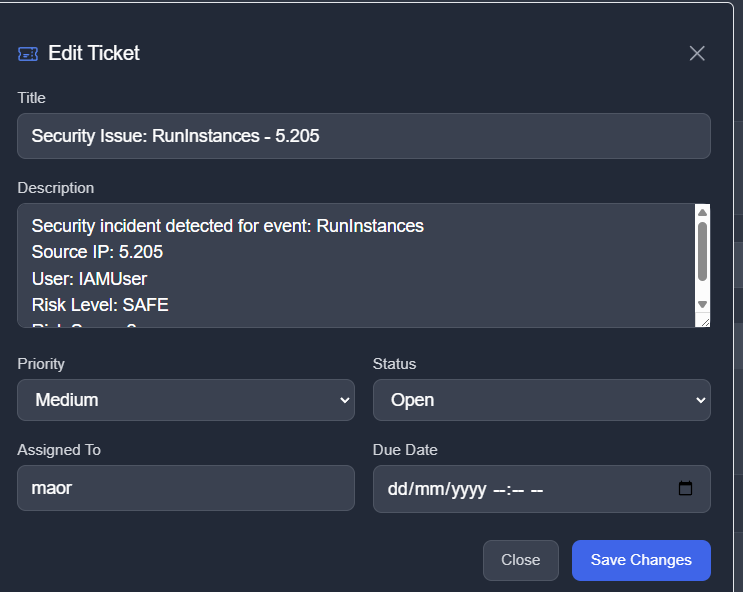 Edit Ticket
Title
Security Issue: RunInstances - 5.205
Description
Security incident detected for event: RunInstances
Source IP: 5.205
User: IAMUser
Risk Level: SAFE
Priority
Status
Medium
Open
Assigned To
Due Date
maor
dd/mm/yyyy --:-- --
Close
Save Changes